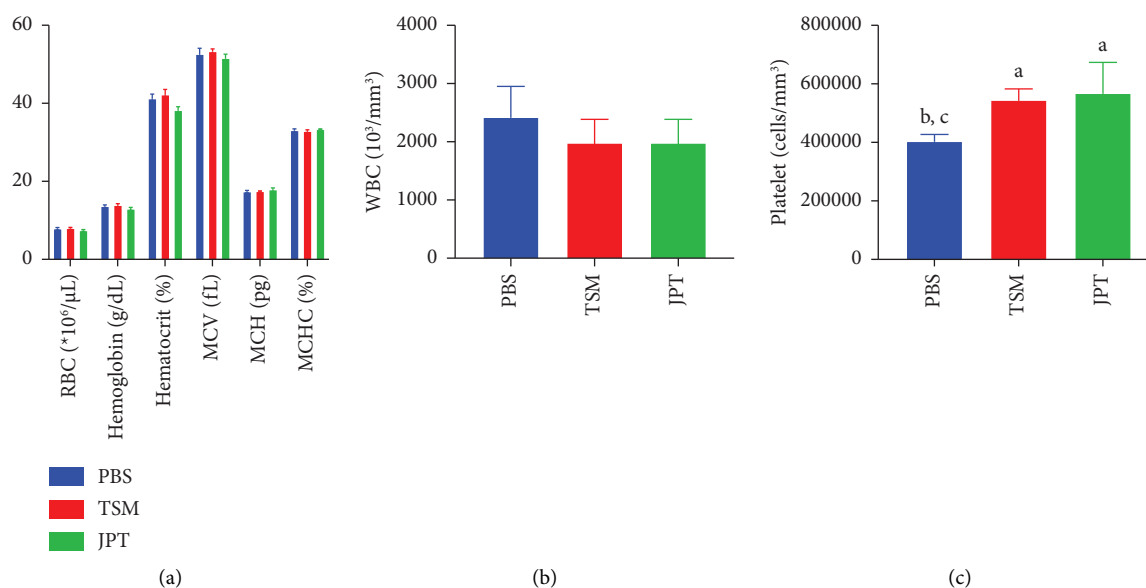 60
40
20
0
RBC (*10⁶/μL)
Hemoglobin (g/dL)
Hematocrit (%)
MCV (fL)
MCH (pg)
MCHC (%)
PBS
TSM
JPT
(a)
WBC (10³/mm³)
4000
3000
2000
1000
0
PBS
TSM
JPT
(b)
Platelet (cells/mm³)
800000
600000
400000
200000
0
b, c
a
a
PBS
TSM
JPT
(c)